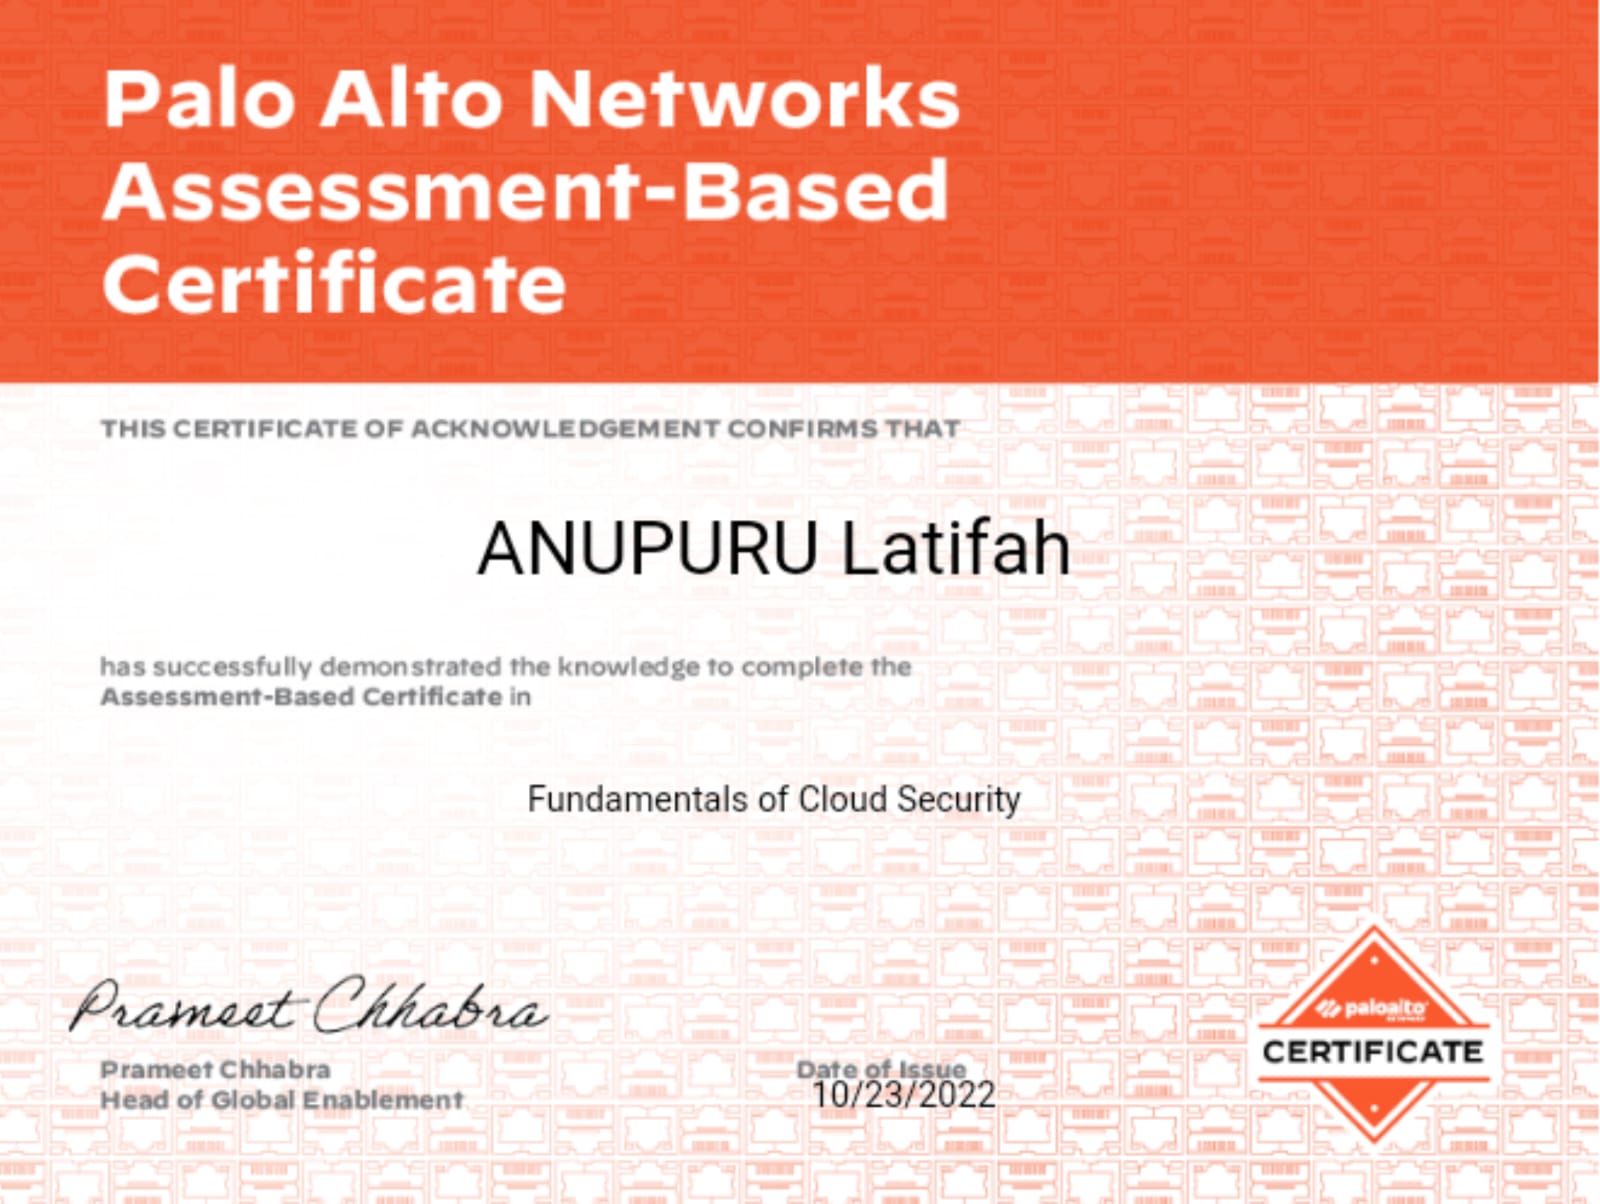 Palo Alto Networks
Assessment-Based
Certificate
THIS CERTIFICATE OF ACKNOWLEDGEMENT CONFIRMS THAT
ANUPURU Latifah
has successfully demonstrated the knowledge to complete the
Assessment-Based Certificate in
Fundamentals of Cloud Security
Prameet Chhabra
Prameet Chhabra
Head of Global Enablement
Date of Issue
10/23/2022
paloalto
NETWORKS
CERTIFICATE